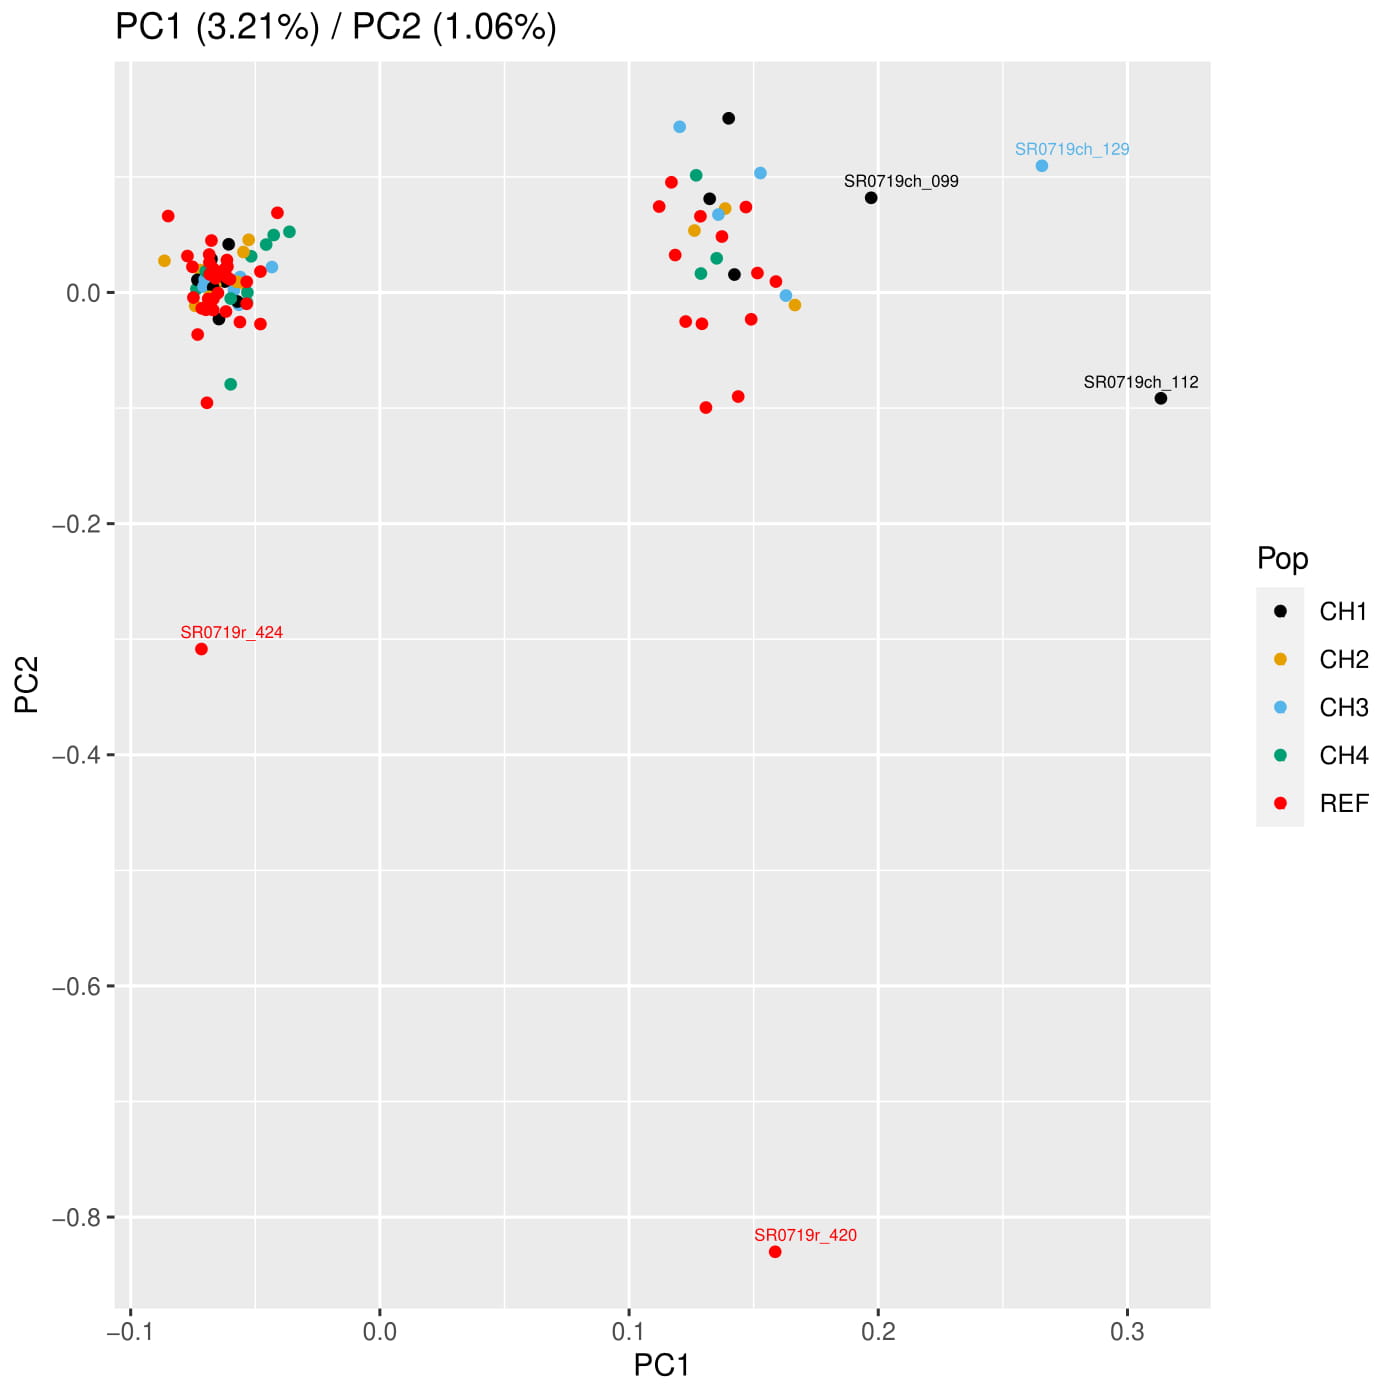 PC1 (3.21%) / PC2 (1.06%)
SR0719ch_129
SR0719ch_099
0.0
SR0719ch_112
−0.2
SR0719r_424
−0.4
−0.6
−0.8
SR0719r_420
PC2
−0.1
0.0
0.1
0.2
0.3
PC1
Pop
CH1
CH2
CH3
CH4
REF